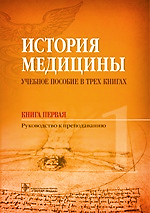 ИСТОРИЯ
МЕДИЦИНЫ
УЧЕБНОЕ ПОСОБИЕ В ТРЕХ КНИГАХ
КНИГА ПЕРВАЯ
Руководство к преподаванию
1